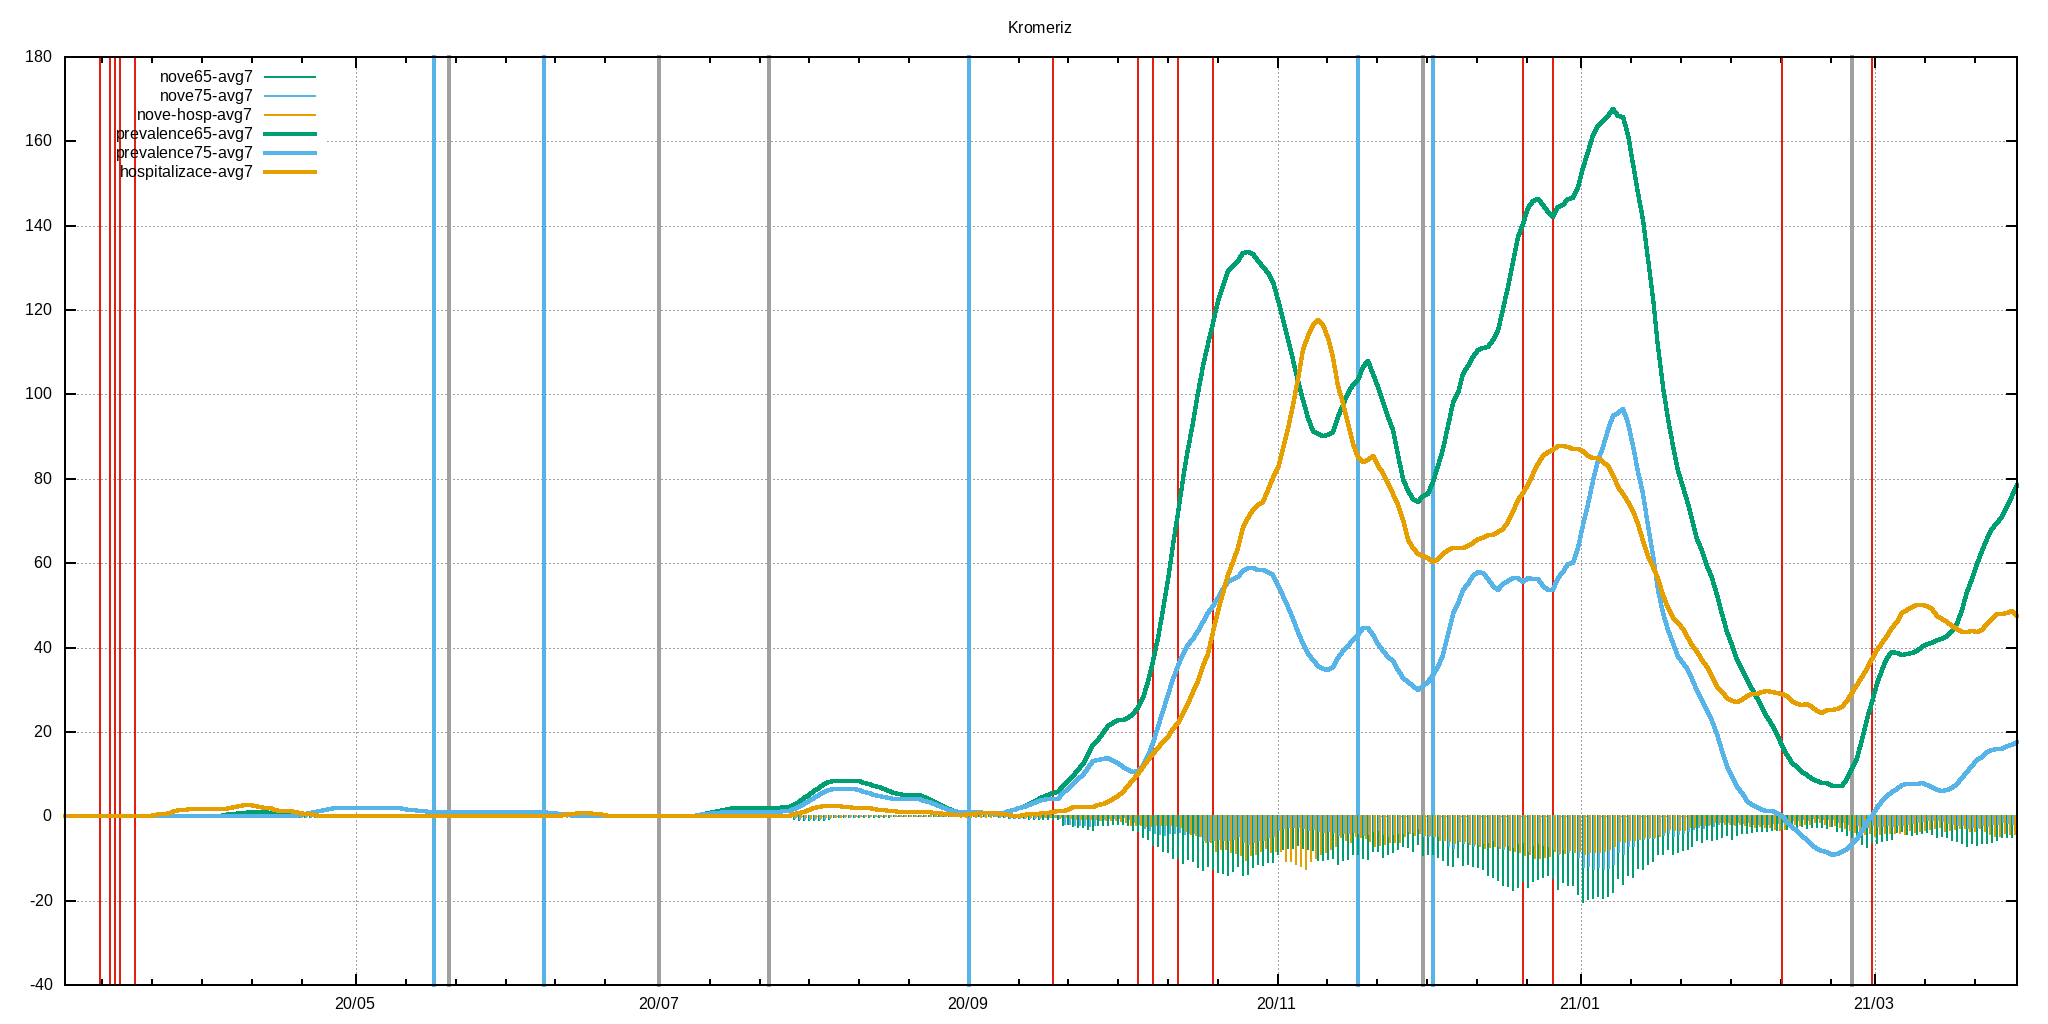 Kromeriz
180
160
140
120
100
80
60
40
20
0
-20
-40
nove65-avg7
nove75-avg7
nove-hosp-avg7
prevalence65-avg7
prevalence75-avg7
hospitalizace-avg7
20/05 20/07 20/09 20/11 21/01 21/03